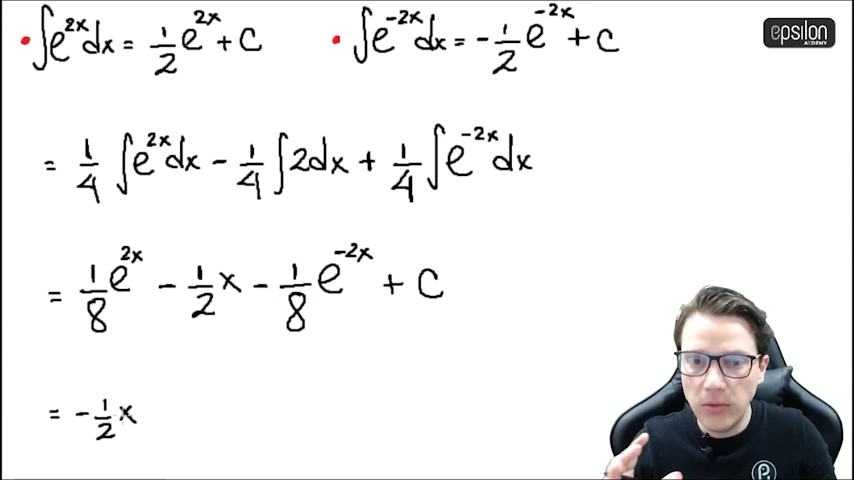 • ∫e^{2x}dx = 1/2 e^{2x} + C • ∫e^{-2x}dx = -1/2 e^{-2x} + C
epsilon
ACADEMY
= 1/4 ∫e^{2x}dx - 1/4 ∫2dx + 1/4 ∫e^{-2x}dx
= 1/8 e^{2x} - 1/2 x - 1/8 e^{-2x} + C
= -1/2 x